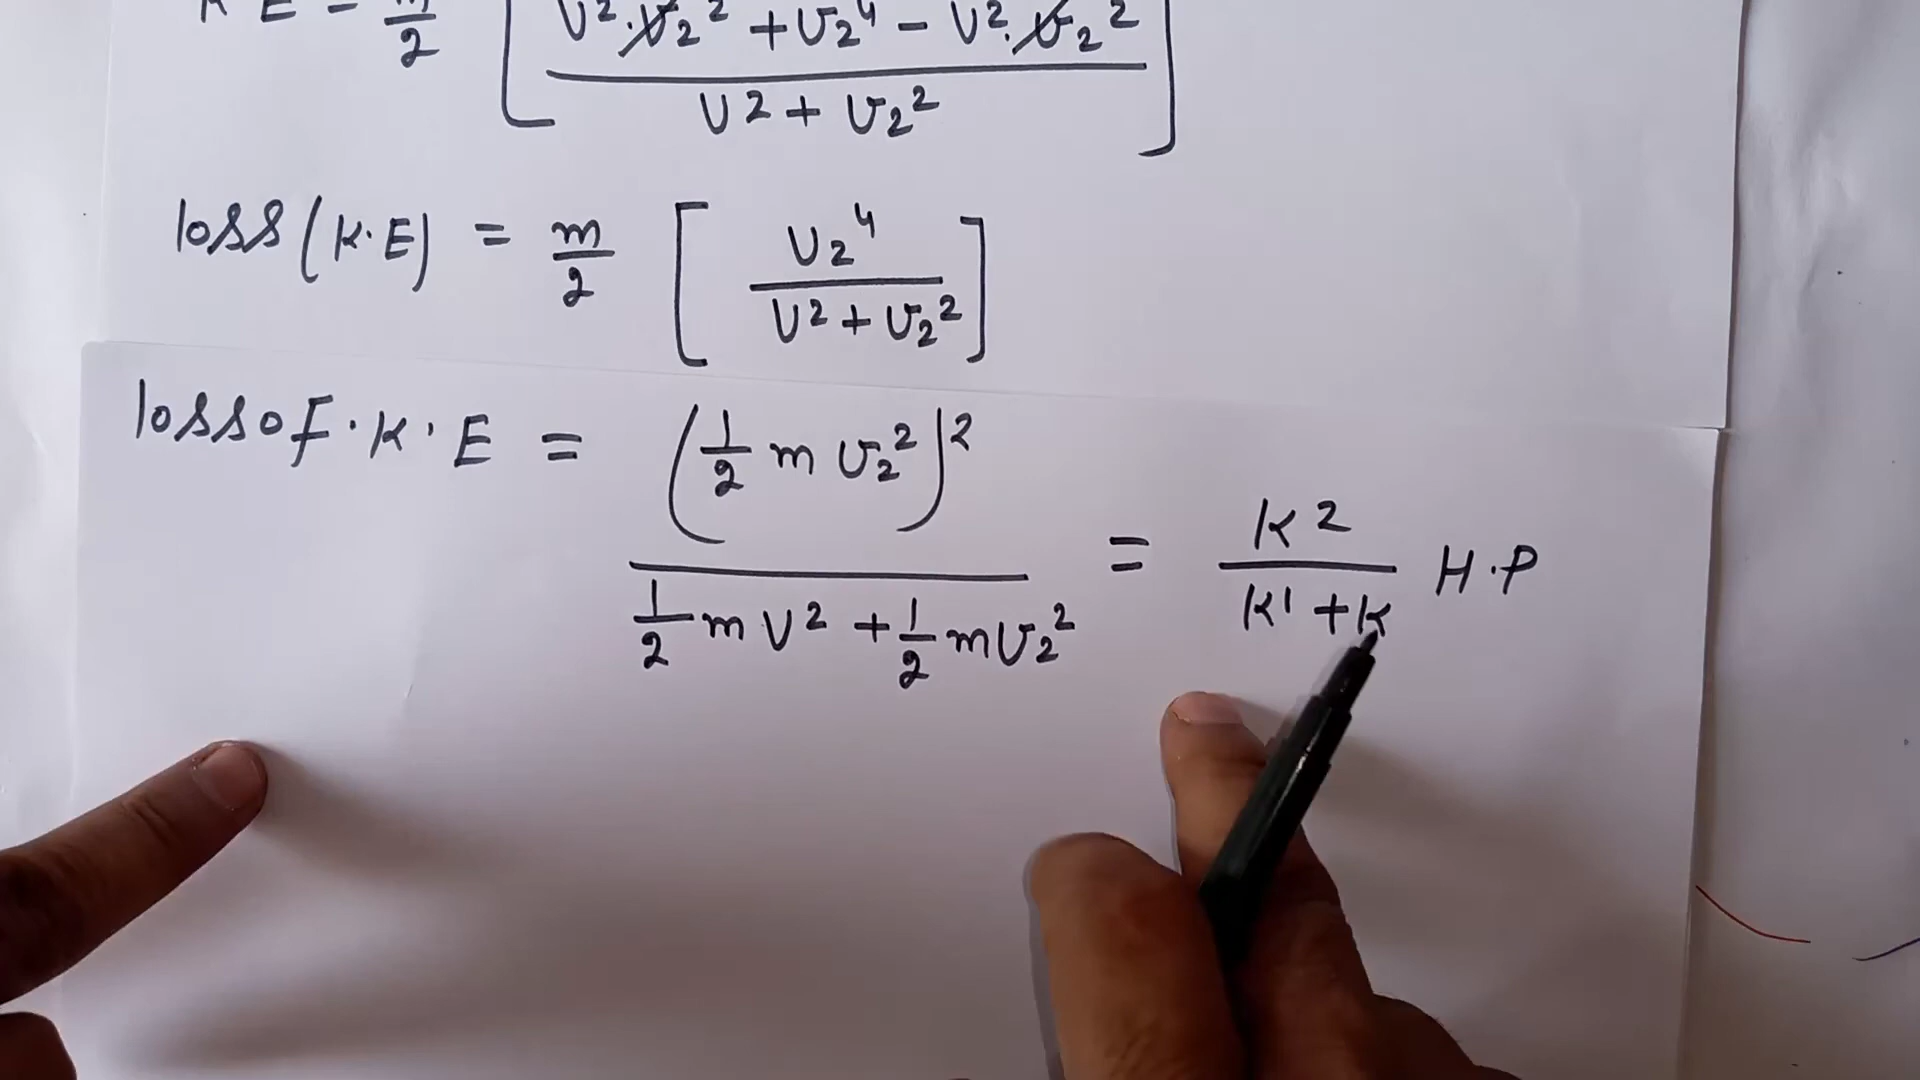 K E = m/2 [ (V²·v₂² + v₂⁴ − V²·v₂²) / (V² + v₂²) ]
loss (K.E) = m/2 [ v₂⁴ / (V² + v₂²) ]
loss of . K . E = (½ m v₂²)² / (½ m V² + ½ m v₂²) = K² / (K¹ + K) H.P